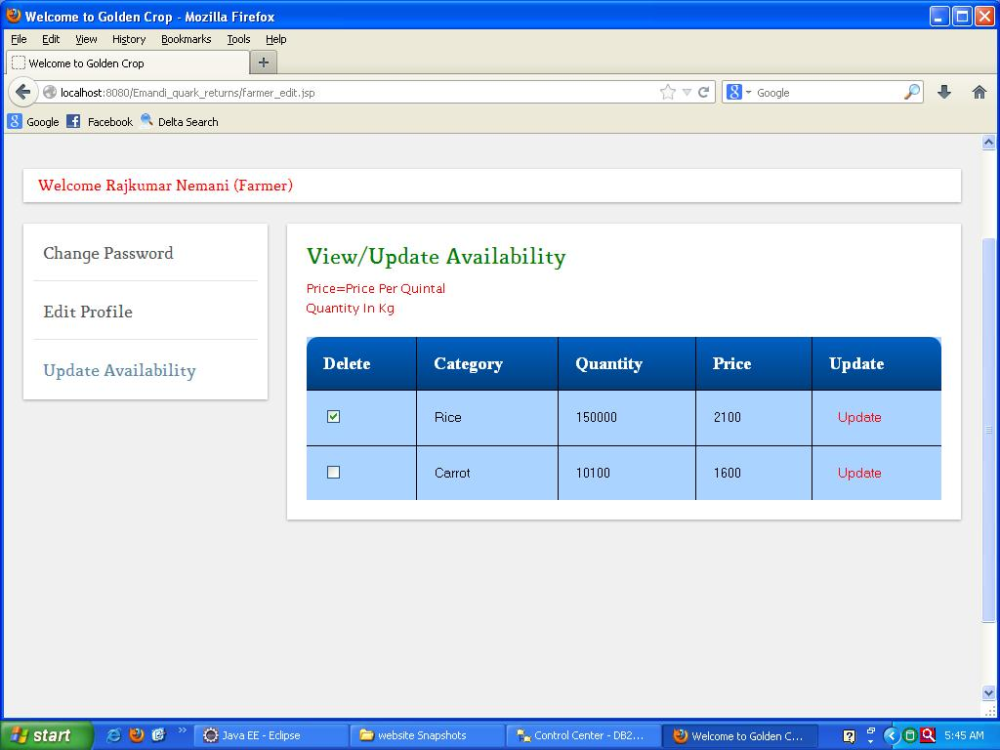 Welcome to Golden Crop - Mozilla Firefox
File Edit View History Bookmarks Tools Help
Welcome to Golden Crop
localhost:8080/Emandi_quark_returns/farmer_edit.jsp Google
Google Facebook Delta Search
Welcome Rajkumar Nemani (Farmer)
Change Password
Edit Profile
Update Availability
View/Update Availability
Price=Price Per Quintal
Quantity In Kg
Delete Category Quantity Price Update
Rice 150000 2100 Update
Carrot 10100 1600 Update
start Java EE - Eclipse website Snapshots Control Center - DB2... Welcome to Golden C... 5:45 AM